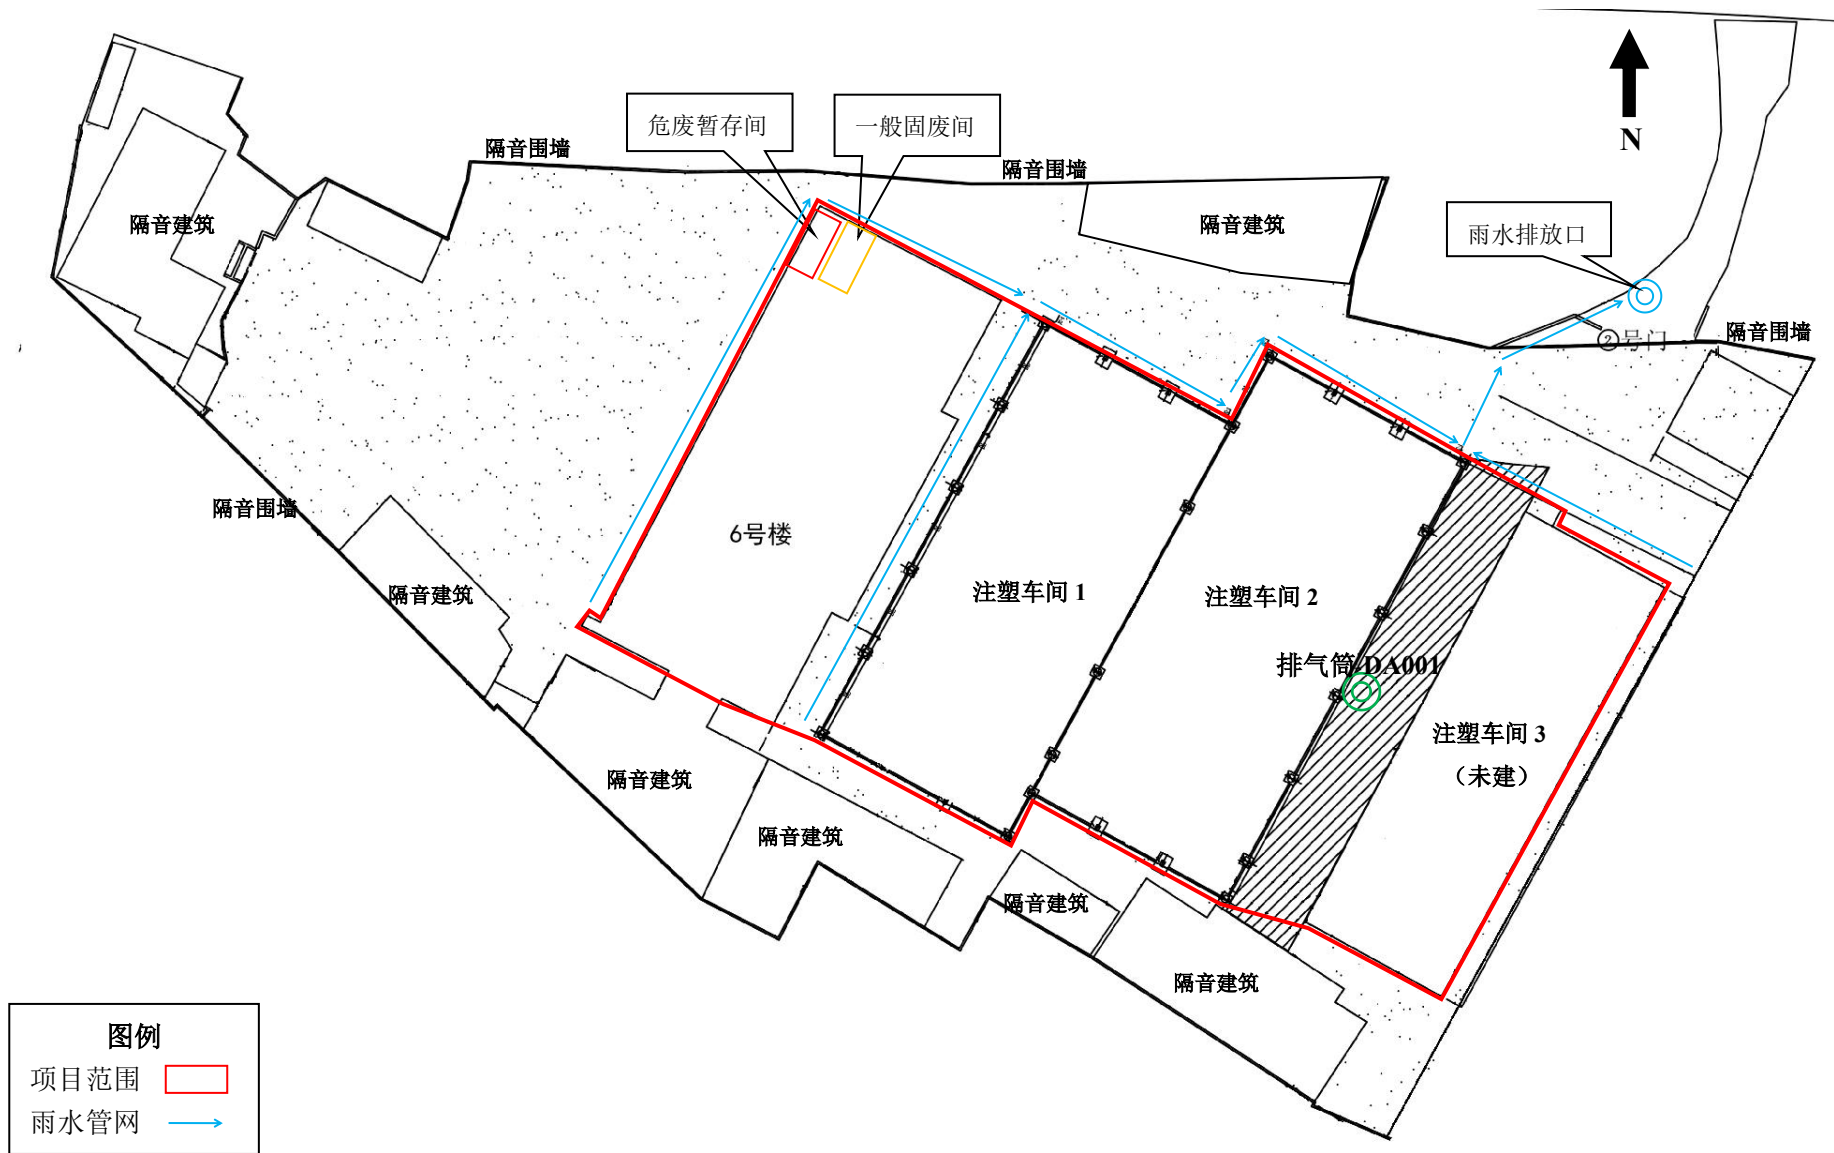 危废暂存间
一般固废间
N
隔音围墙
隔音围墙
隔音建筑
隔音建筑
雨水排放口
②号门
隔音围墙
隔音围墙
6号楼
隔音建筑
注塑车间 1
注塑车间 2
排气筒 DA001
注塑车间 3
（未建）
隔音建筑
隔音建筑
隔音建筑
隔音建筑
图例
项目范围
雨水管网